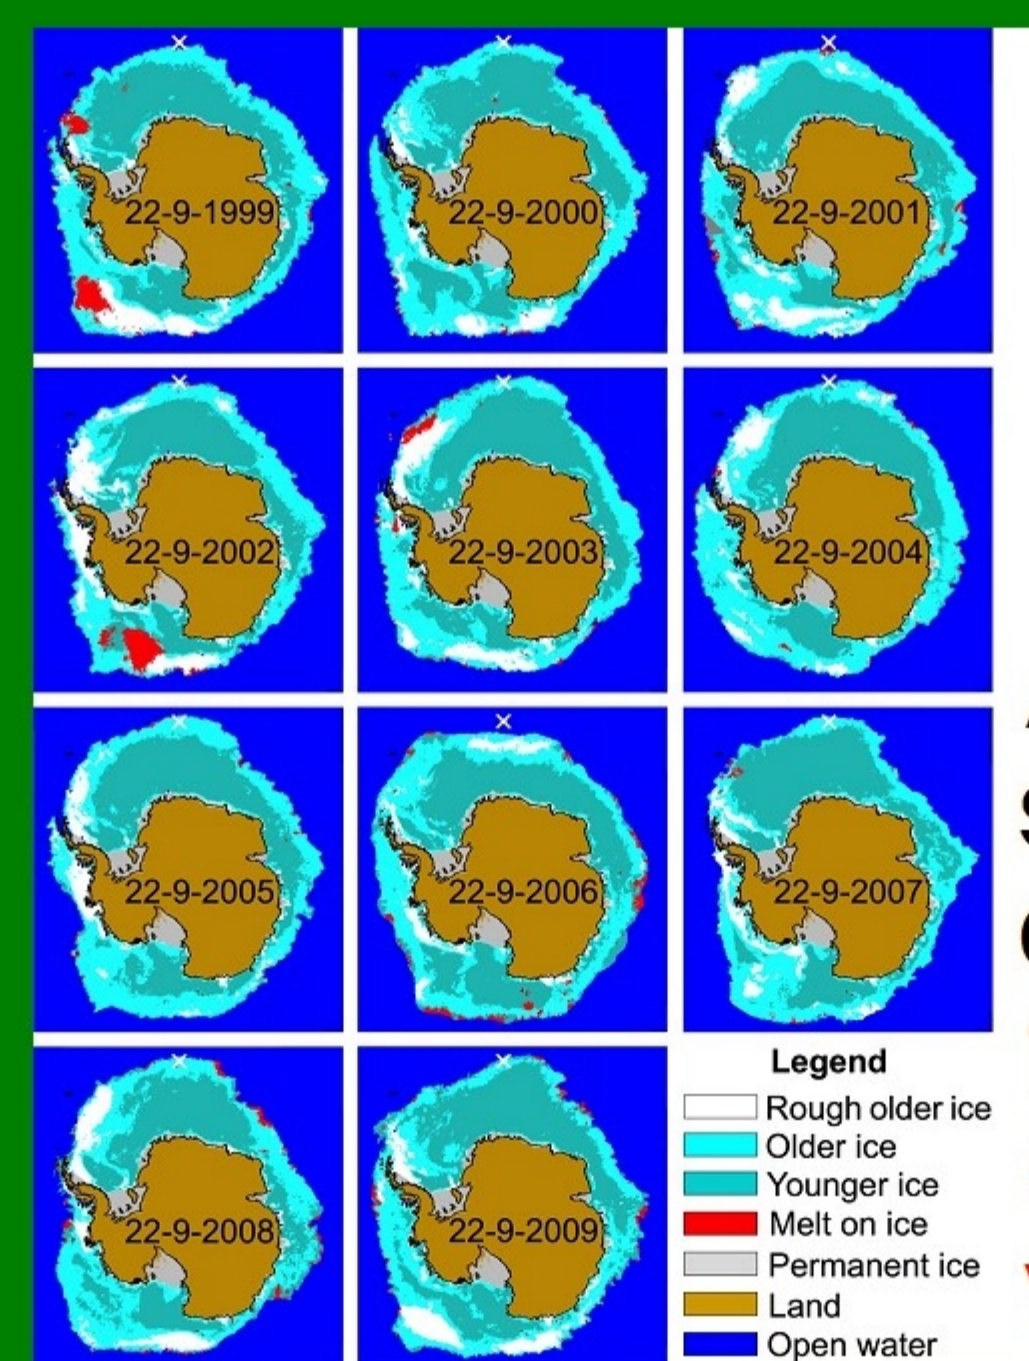 22-9-1999
22-9-2000
22-9-2001
22-9-2002
22-9-2003
22-9-2004
22-9-2005
22-9-2006
22-9-2007
22-9-2008
22-9-2009
Legend
Rough older ice
Older ice
Younger ice
Melt on ice
Permanent ice
Land
Open water